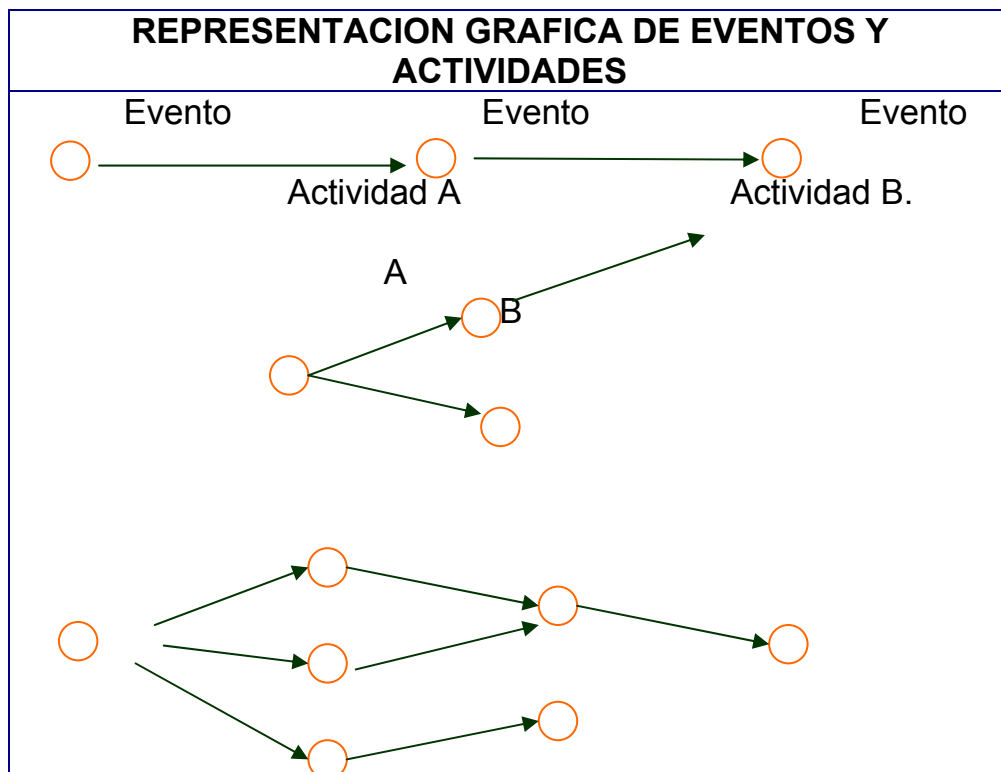 REPRESENTACION GRAFICA DE EVENTOS Y
ACTIVIDADES
Evento Evento Evento
Actividad A Actividad B.
A
B